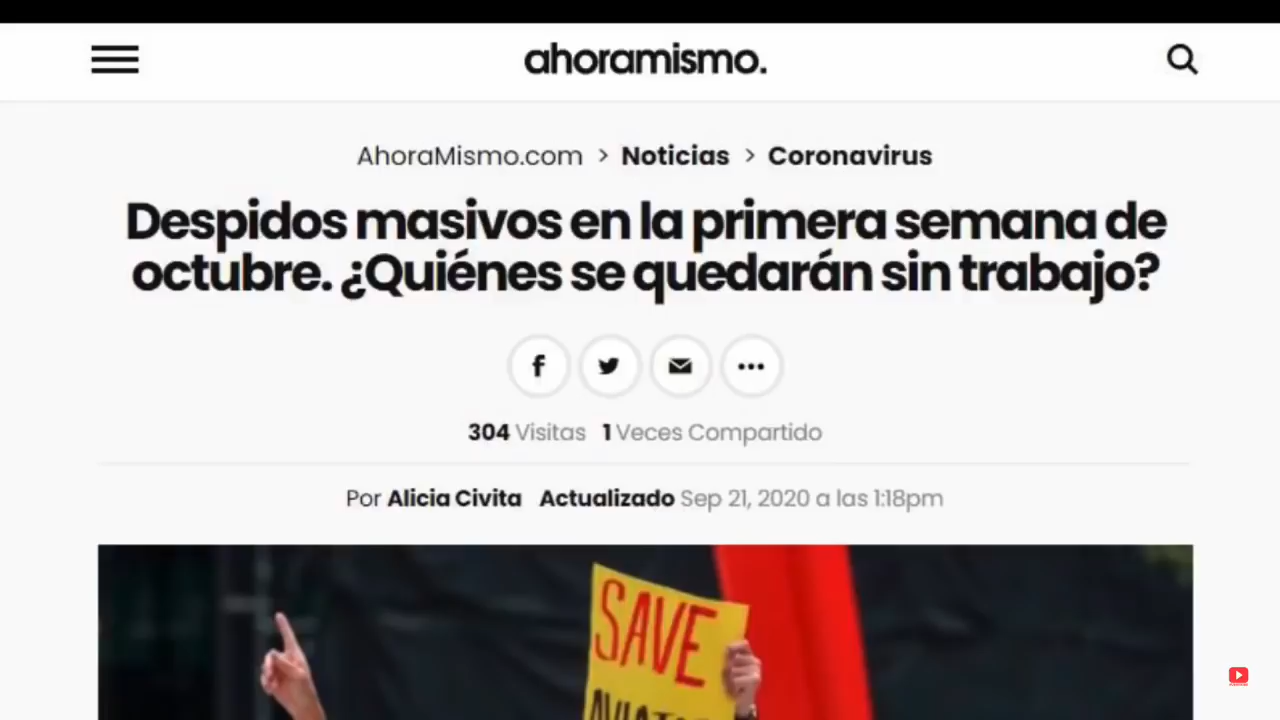 ahoramismo.
AhoraMismo.com > Noticias > Coronavirus
Despidos masivos en la primera semana de
octubre. ¿Quiénes se quedarán sin trabajo?
304 Visitas 1 Veces Compartido
Por Alicia Civita Actualizado Sep 21, 2020 a las 1:18pm
SAVE